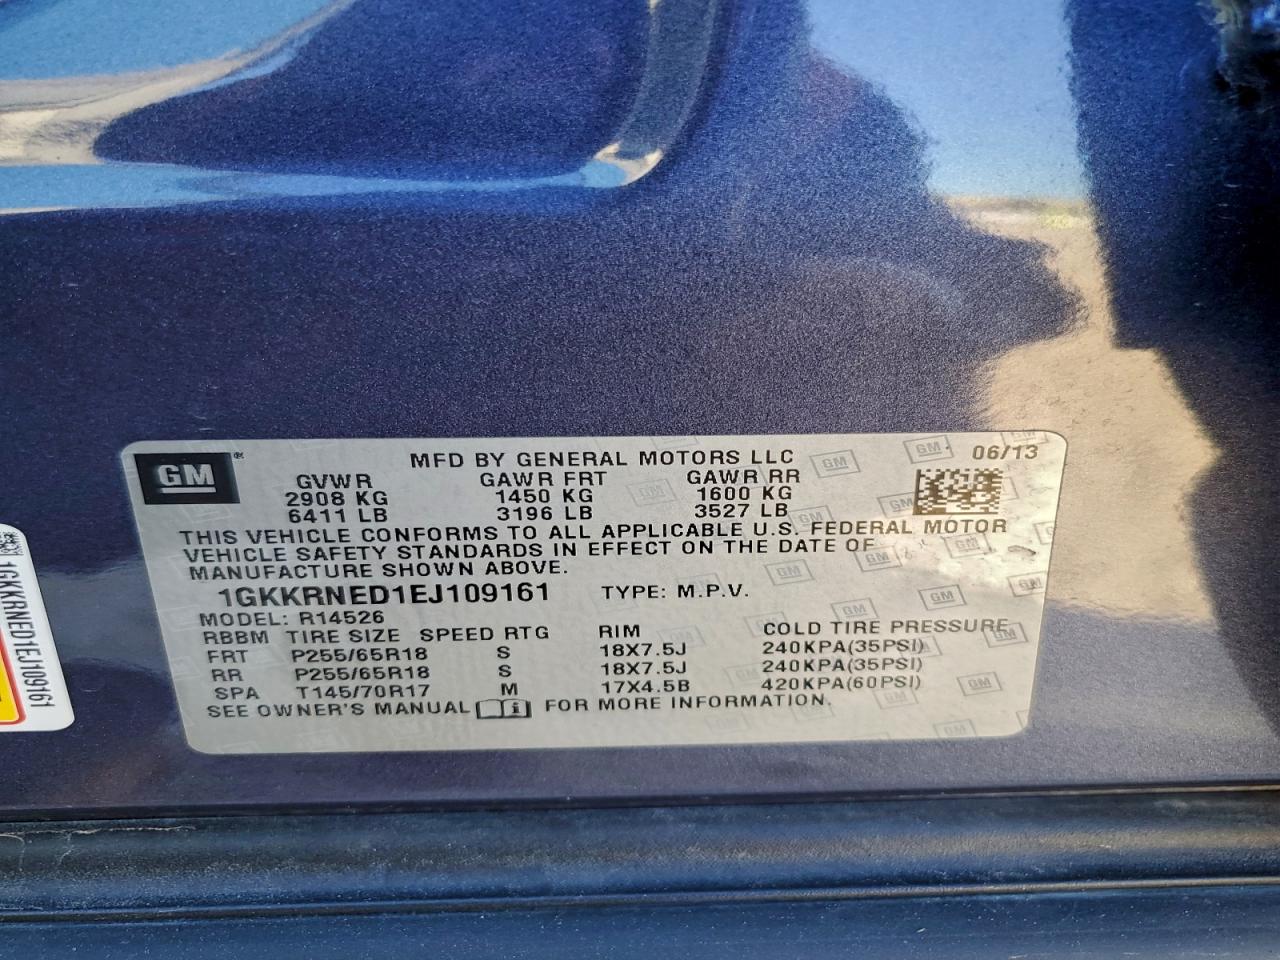 GM ®
MFD BY GENERAL MOTORS LLC 06/13
GVWR GAWR FRT GAWR RR
2908 KG 1450 KG 1600 KG
6411 LB 3196 LB 3527 LB
THIS VEHICLE CONFORMS TO ALL APPLICABLE U.S. FEDERAL MOTOR
VEHICLE SAFETY STANDARDS IN EFFECT ON THE DATE OF
MANUFACTURE SHOWN ABOVE.
1GKKRNED1EJ109161 TYPE: M.P.V.
MODEL: R14526
RBBM TIRE SIZE SPEED RTG RIM COLD TIRE PRESSURE
FRT P255/65R18 S 18X7.5J 240KPA(35PSI)
RR P255/65R18 S 18X7.5J 240KPA(35PSI)
SPA T145/70R17 M 17X4.5B 420KPA(60PSI)
SEE OWNER'S MANUAL FOR MORE INFORMATION.
1GKKRNED1EJ109161